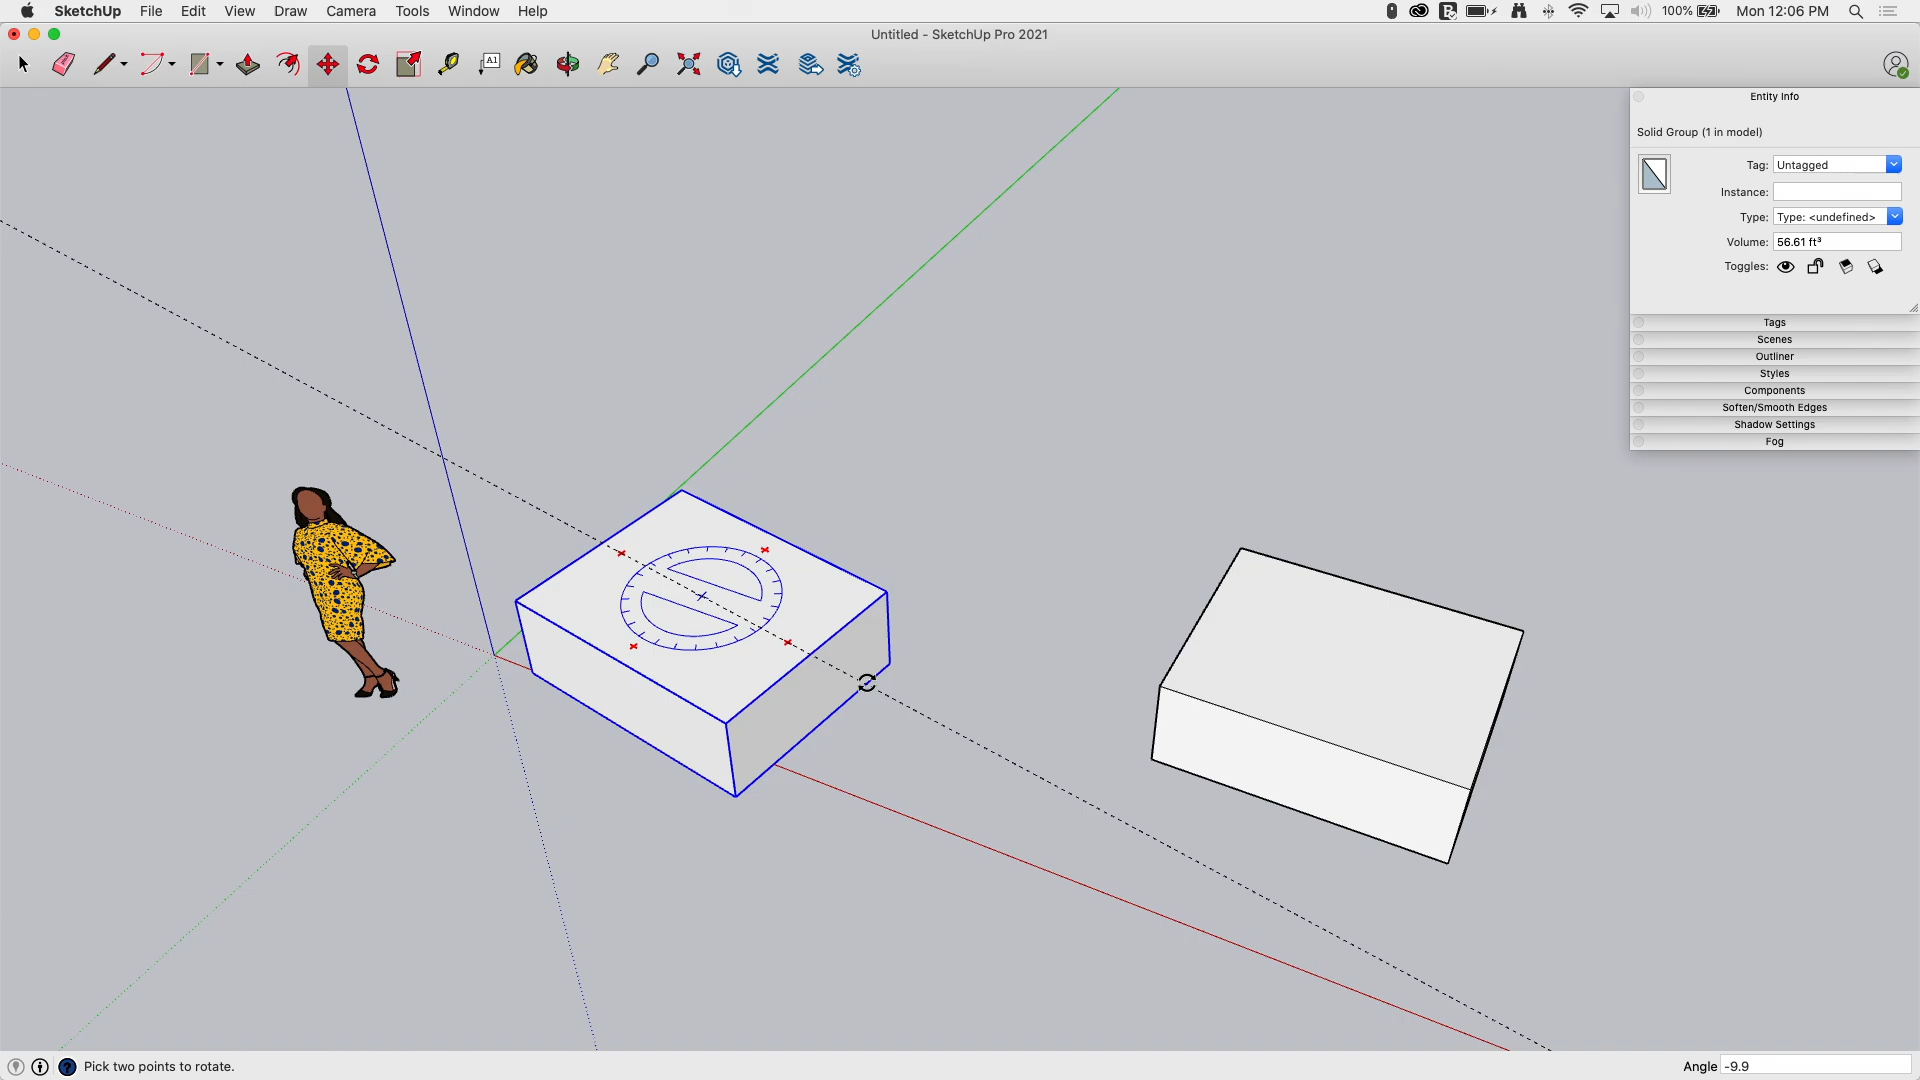 SketchUp File Edit View Draw Camera Tools Window Help 100% Mon 12:06 PM
Untitled - SketchUp Pro 2021
A1
Entity Info
Solid Group (1 in model)
Tag: Untagged
Instance:
Type: Type: <undefined>
Volume: 56.61 ft³
Toggles:
Tags
Scenes
Outliner
Styles
Components
Soften/Smooth Edges
Shadow Settings
Fog
Pick two points to rotate.
Angle -9.9